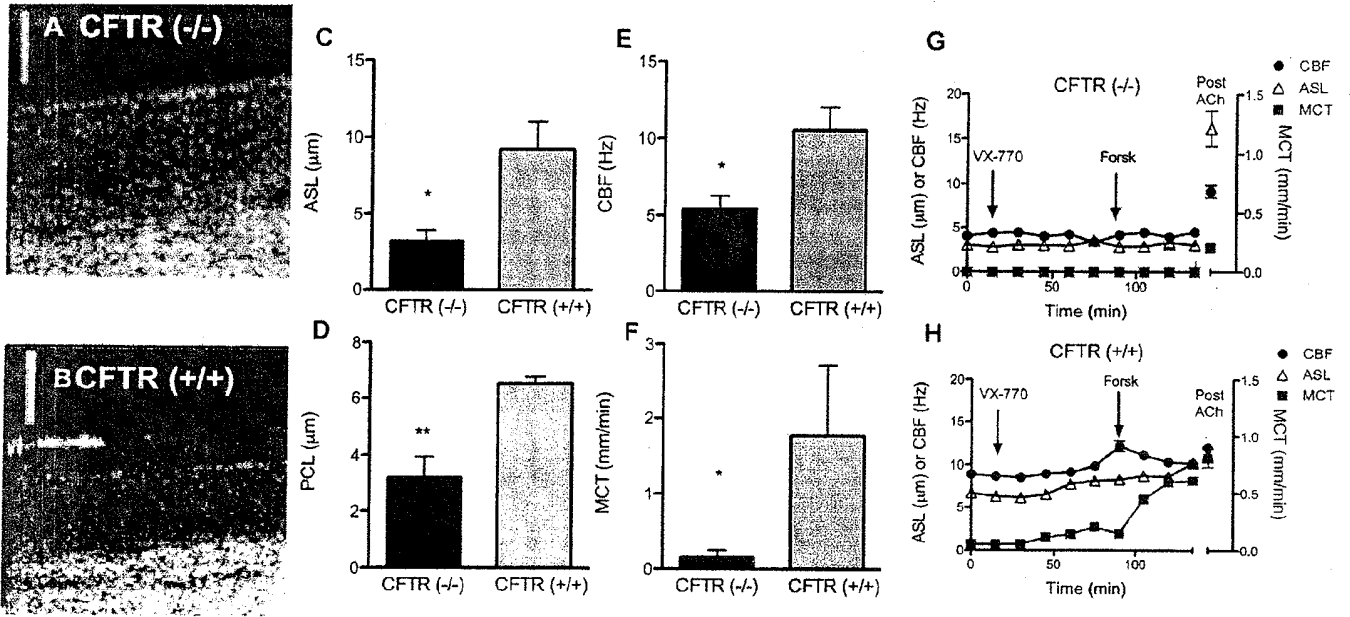 A CFTR (-/-)
B CFTR (+/+)
C
15
10
5
0
ASL (µm)
*
CFTR (-/-) CFTR (+/+)
D
8
6
4
2
0
PCL (µm)
**
CFTR (-/-) CFTR (+/+)
E
15
10
5
0
CBF (Hz)
*
CFTR (-/-) CFTR (+/+)
F
3
2
1
0
MCT (mm/min)
*
CFTR (-/-) CFTR (+/+)
G
CFTR (-/-)
20
15
10
5
0
ASL (µm) or CBF (Hz)
VX-770
Forsk
Post
ACh
1.5
1.0
0.5
0.0
MCT (mm/min)
CBF
ASL
MCT
0 50 100
Time (min)
H
CFTR (+/+)
20
15
10
5
0
ASL (µm) or CBF (Hz)
VX-770
Forsk
Post
ACh
1.5
1.0
0.5
0.0
MCT (mm/min)
CBF
ASL
MCT
0 50 100
Time (min)